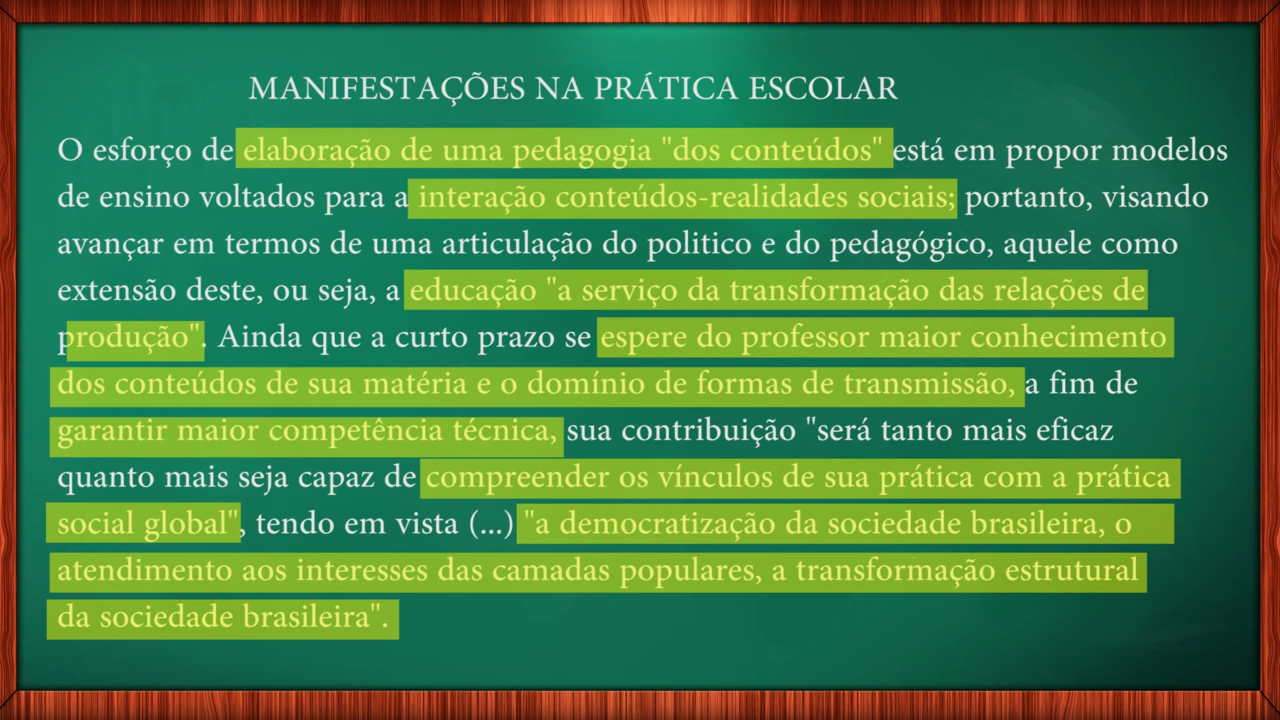 MANIFESTAÇÕES NA PRÁTICA ESCOLAR
O esforço de elaboração de uma pedagogia "dos conteúdos" está em propor modelos
de ensino voltados para a interação conteúdos-realidades sociais; portanto, visando
avançar em termos de uma articulação do politico e do pedagógico, aquele como
extensão deste, ou seja, a educação "a serviço da transformação das relações de
produção". Ainda que a curto prazo se espere do professor maior conhecimento
dos conteúdos de sua matéria e o domínio de formas de transmissão, a fim de
garantir maior competência técnica, sua contribuição "será tanto mais eficaz
quanto mais seja capaz de compreender os vínculos de sua prática com a prática
social global", tendo em vista (...) "a democratização da sociedade brasileira, o
atendimento aos interesses das camadas populares, a transformação estrutural
da sociedade brasileira".